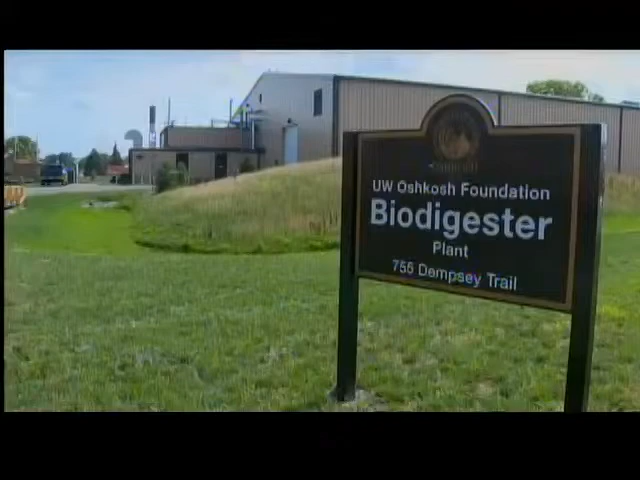 UW Oshkosh Foundation
Biodigester
Plant
755 Dempsey Trail